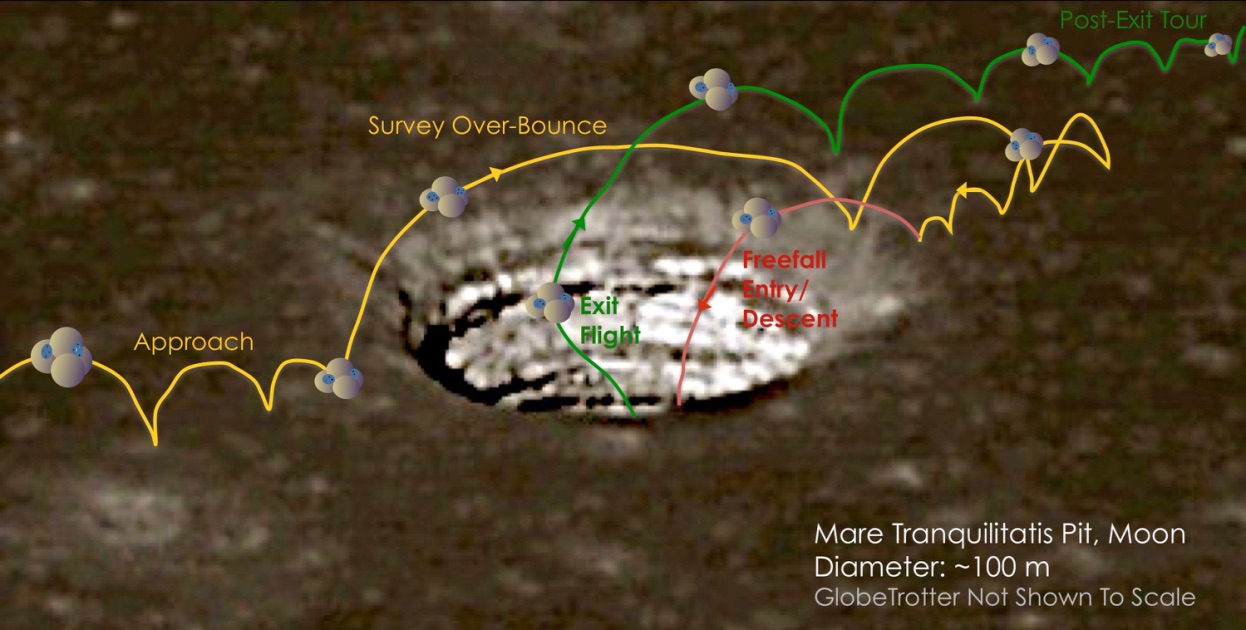 Post-Exit Tour
Survey Over-Bounce
Freefall
Entry/
Descent
Exit
Flight
Approach
Mare Tranquilitatis Pit, Moon
Diameter: ~100 m
GlobeTrotter Not Shown To Scale